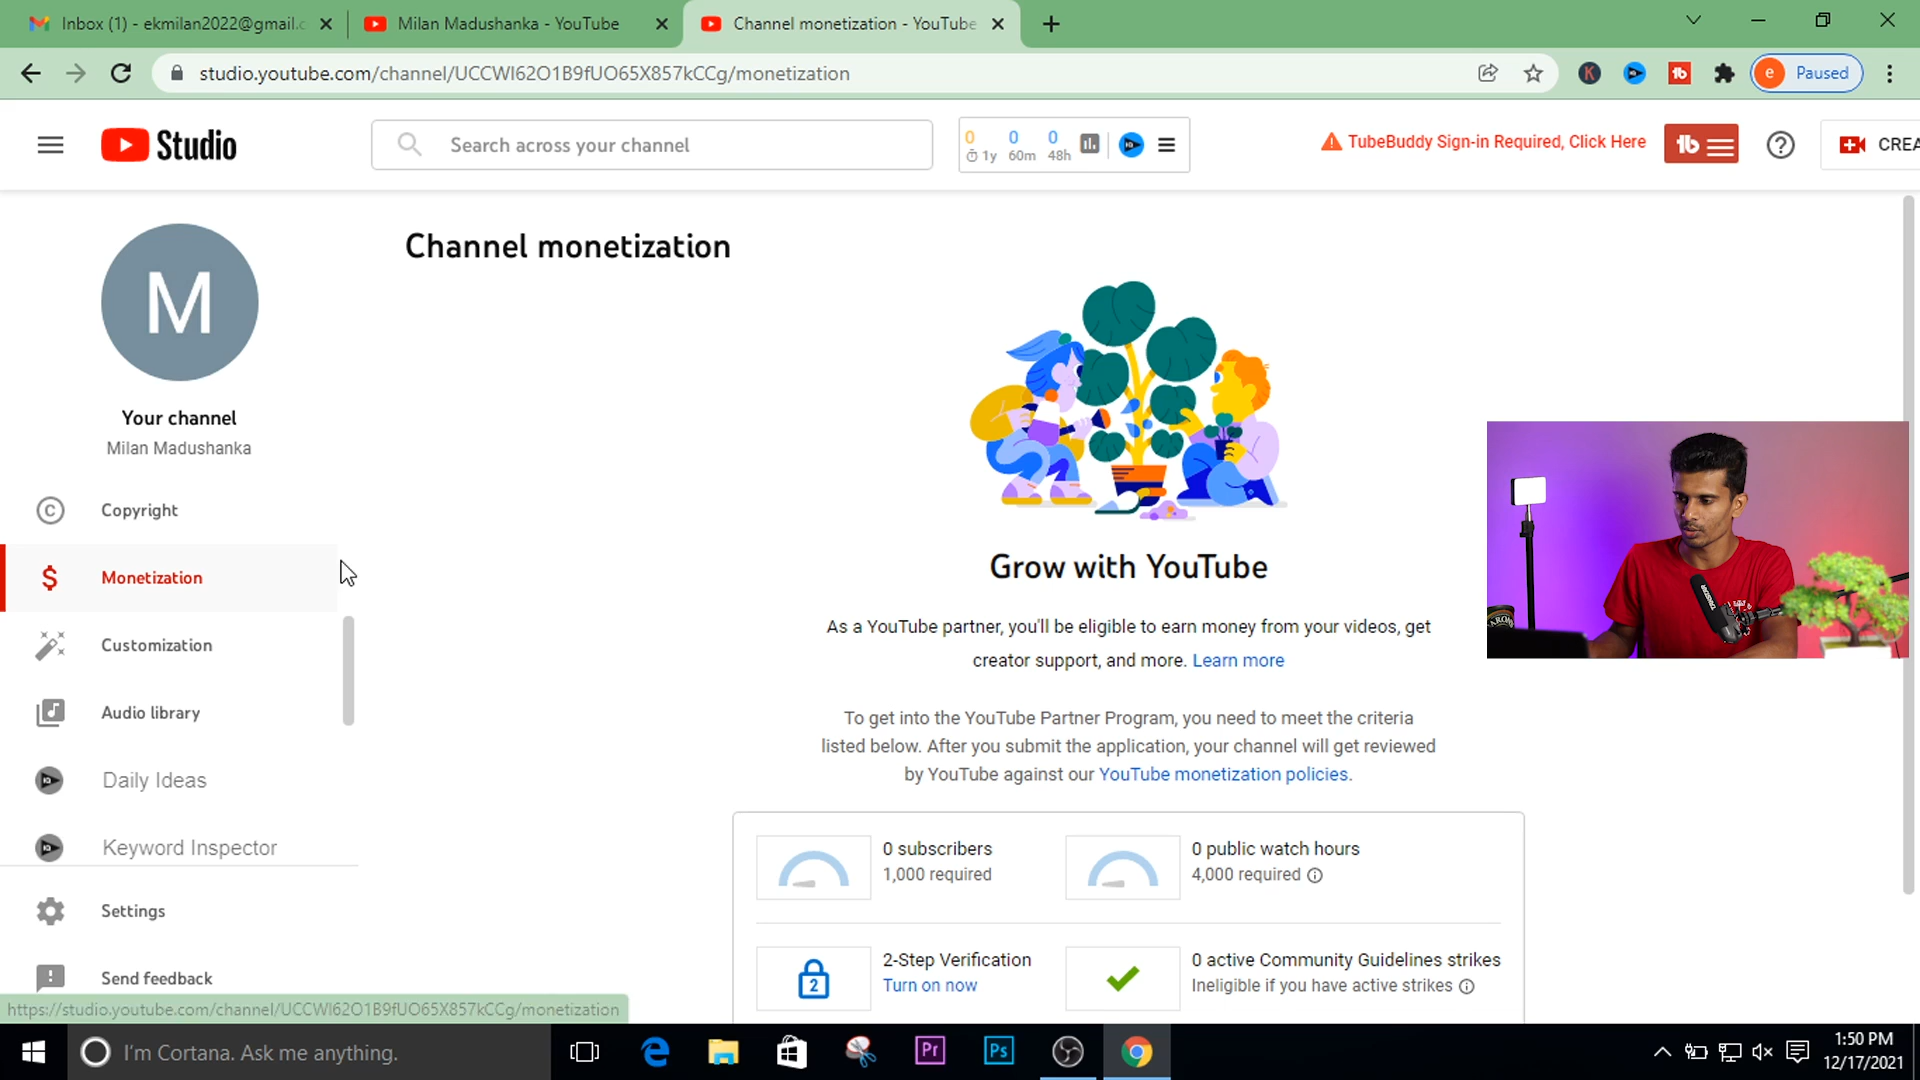 Inbox (1) - ekmilan2022@gmail.c
Milan Madushanka - YouTube
Channel monetization - YouTube
studio.youtube.com/channel/UCCWI62O1B9fUO65X857kCCg/monetization
K
e Paused
Studio
Search across your channel
0 0 0
1y 60m 48h
TubeBuddy Sign-in Required, Click Here
CREA
M
Your channel
Milan Madushanka
Copyright
Monetization
Customization
Audio library
Daily Ideas
Keyword Inspector
Settings
Send feedback
Channel monetization
Grow with YouTube
As a YouTube partner, you'll be eligible to earn money from your videos, get
creator support, and more. Learn more
To get into the YouTube Partner Program, you need to meet the criteria
listed below. After you submit the application, your channel will get reviewed
by YouTube against our YouTube monetization policies.
0 subscribers
1,000 required
0 public watch hours
4,000 required
2
2-Step Verification
Turn on now
0 active Community Guidelines strikes
Ineligible if you have active strikes
https://studio.youtube.com/channel/UCCWI62O1B9fUO65X857kCCg/monetization
I'm Cortana. Ask me anything.
Pr
Ps
1:50 PM
12/17/2021